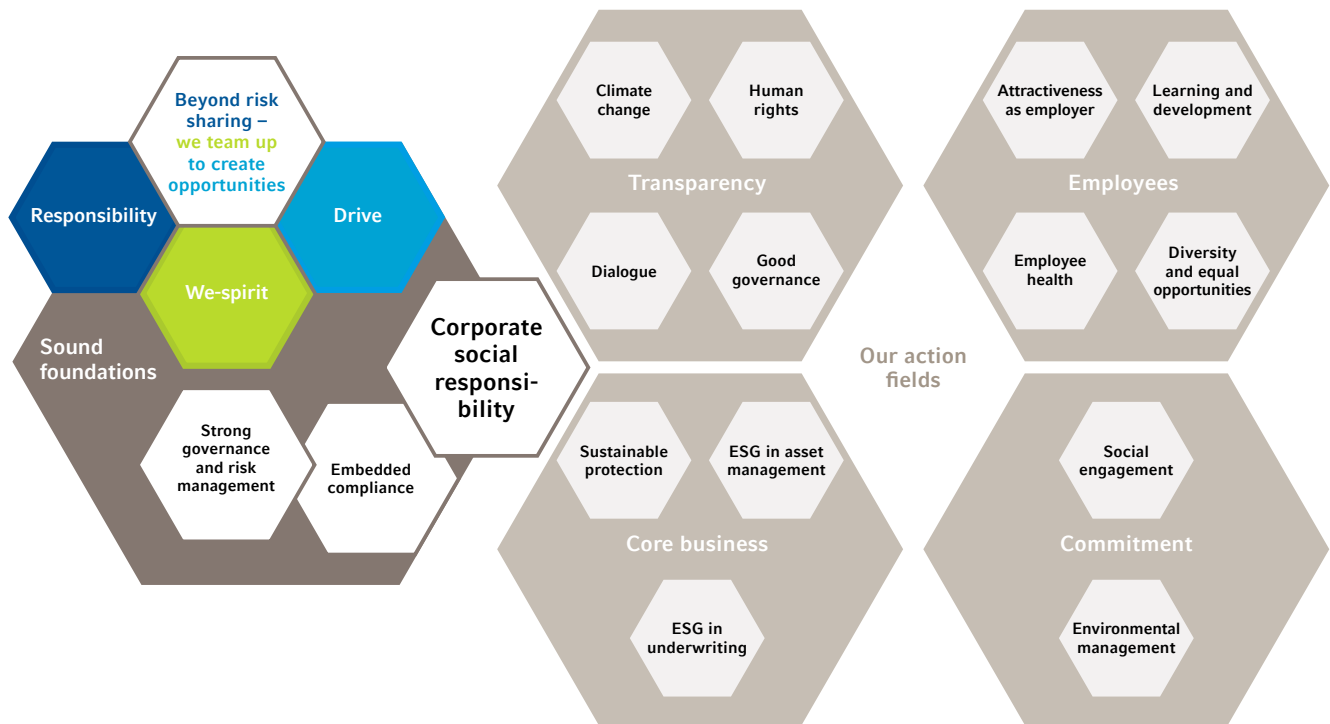 Beyond risk
sharing –
we team up
to create
opportunities
Responsibility
Drive
We-spirit
Sound
foundations
Corporate
social
responsi-
bility
Strong
governance
and risk
management
Embedded
compliance
Climate
change
Human
rights
Transparency
Dialogue
Good
governance
Attractiveness
as employer
Learning and
development
Employees
Employee
health
Diversity
and equal
opportunities
Our action
fields
Sustainable
protection
ESG in asset
management
Core business
ESG in
underwriting
Social
engagement
Commitment
Environmental
management